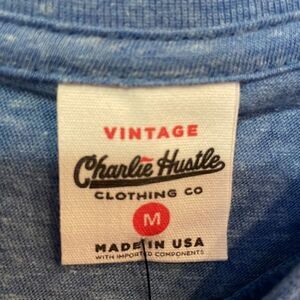 VINTAGE
Charlie Hustle
CLOTHING CO
M
MADE IN USA
WITH IMPORTED COMPONENTS